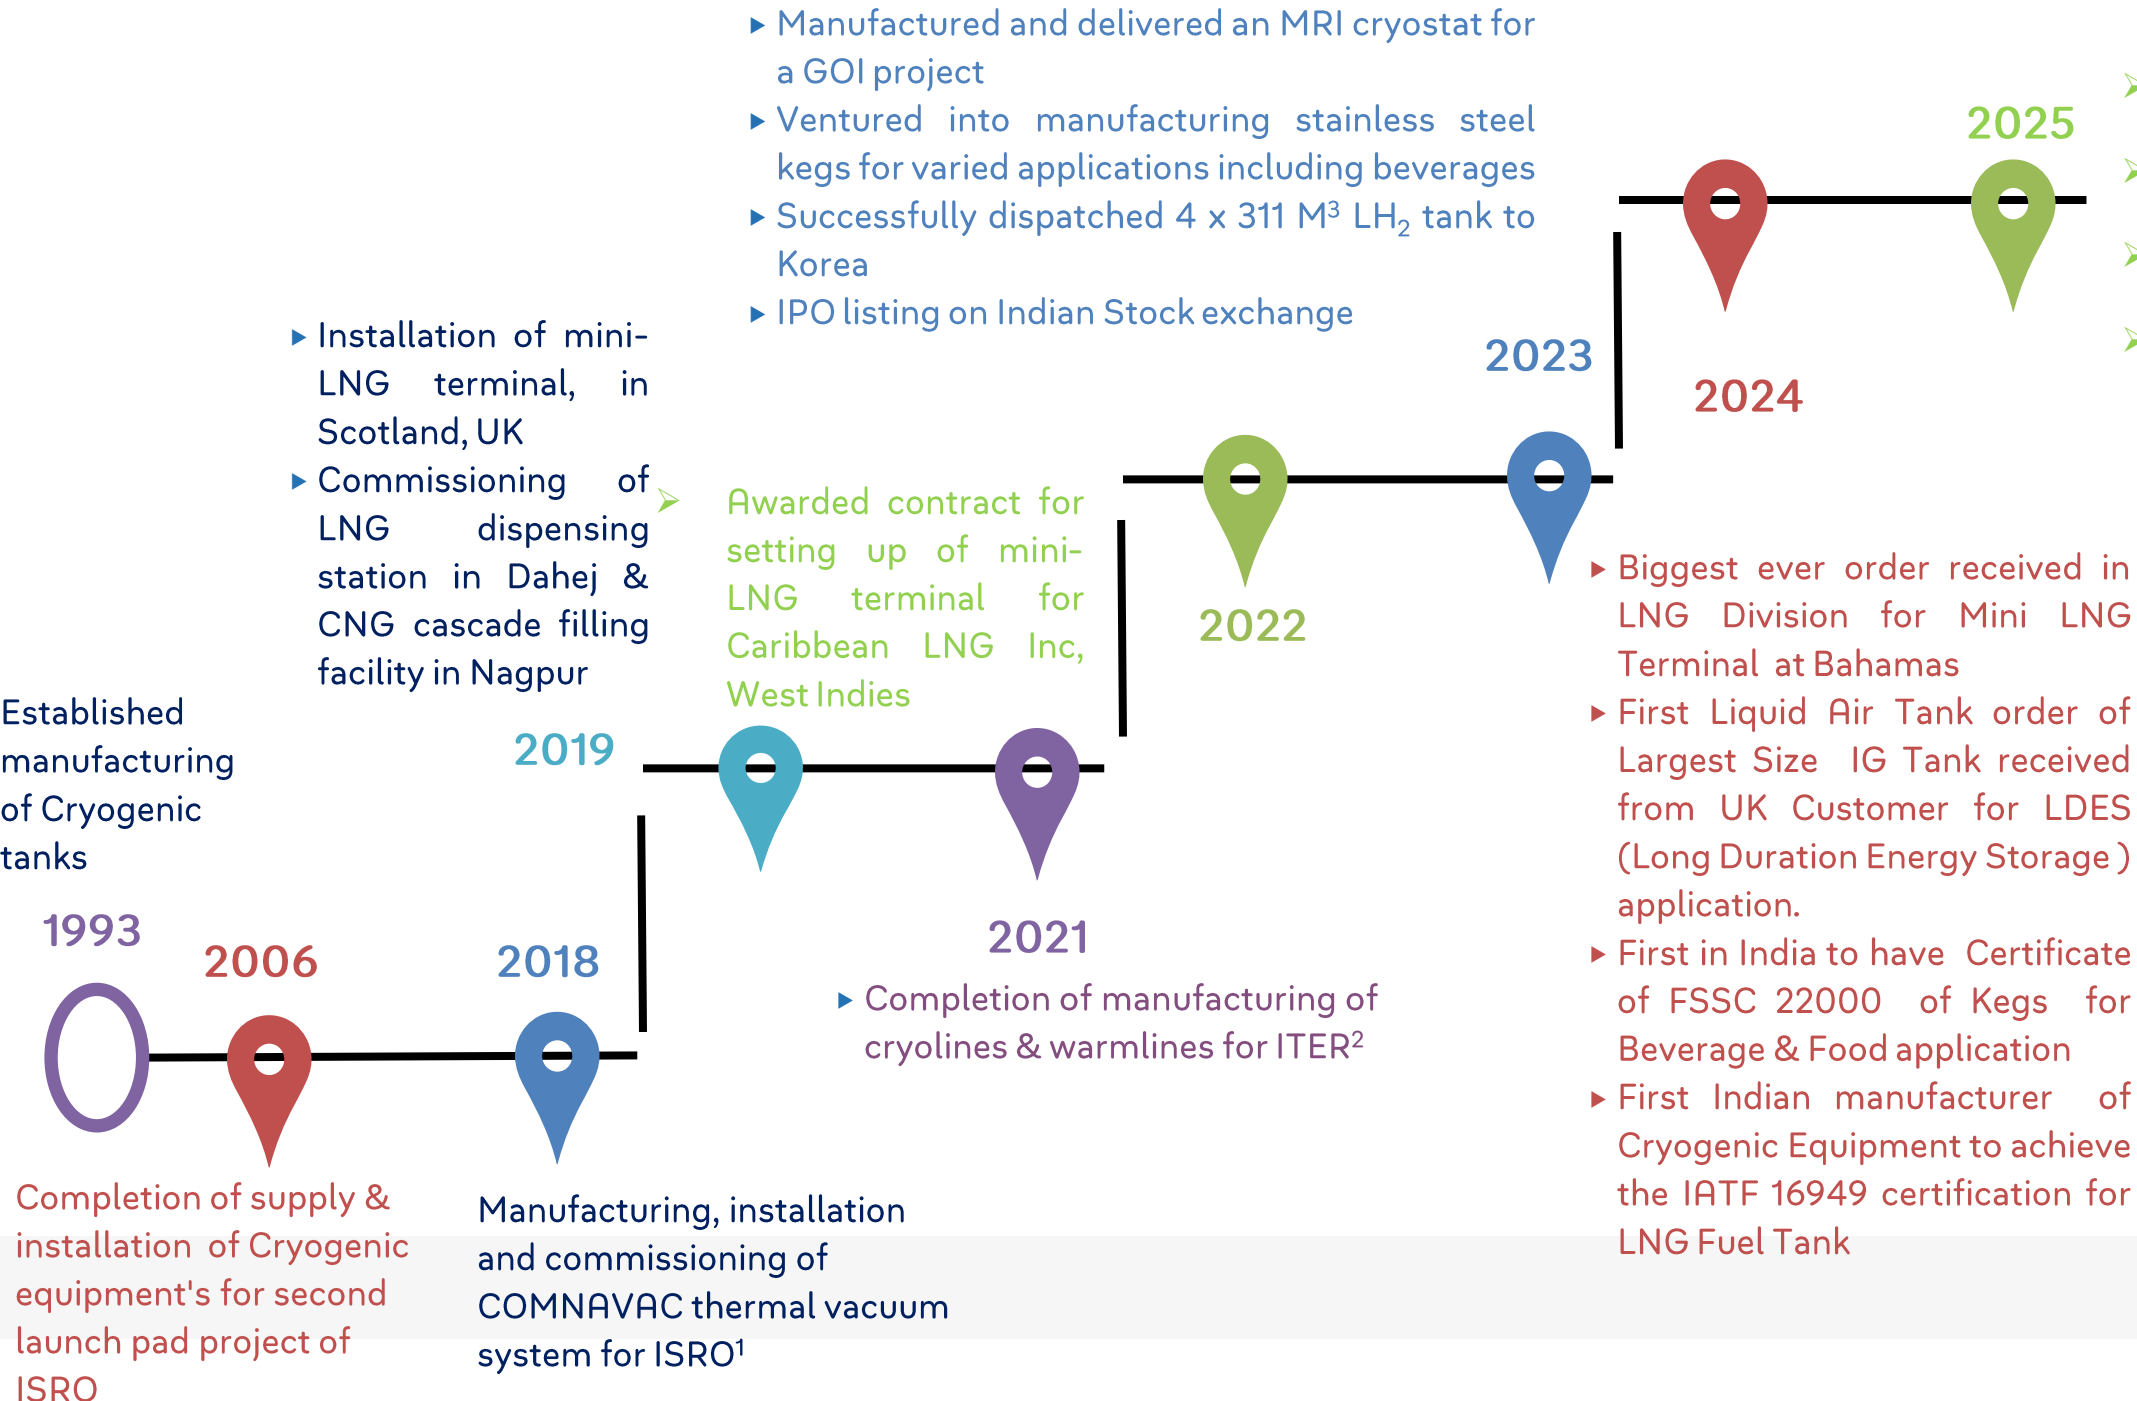 ▸ Manufactured and delivered an MRI cryostat for
a GOI project
▸ Ventured into manufacturing stainless steel
kegs for varied applications including beverages
▸ Successfully dispatched 4 x 311 M³ LH₂ tank to
Korea
▸ IPO listing on Indian Stock exchange
2023
2025
2024
▸ Installation of mini-
LNG terminal, in
Scotland, UK
▸ Commissioning of
LNG dispensing
station in Dahej &
CNG cascade filling
facility in Nagpur
2019
➢ Awarded contract for
setting up of mini-
LNG terminal for
Caribbean LNG Inc,
West Indies
2022
Established
manufacturing
of Cryogenic
tanks
1993
2006
2018
2021
▸ Completion of manufacturing of
cryolines & warmlines for ITER²
▸ Biggest ever order received in
LNG Division for Mini LNG
Terminal at Bahamas
▸ First Liquid Air Tank order of
Largest Size IG Tank received
from UK Customer for LDES
(Long Duration Energy Storage )
application.
▸ First in India to have Certificate
of FSSC 22000 of Kegs for
Beverage & Food application
▸ First Indian manufacturer of
Cryogenic Equipment to achieve
the IATF 16949 certification for
LNG Fuel Tank
Completion of supply &
installation of Cryogenic
equipment's for second
launch pad project of
ISRO
Manufacturing, installation
and commissioning of
COMNAVAC thermal vacuum
system for ISRO¹